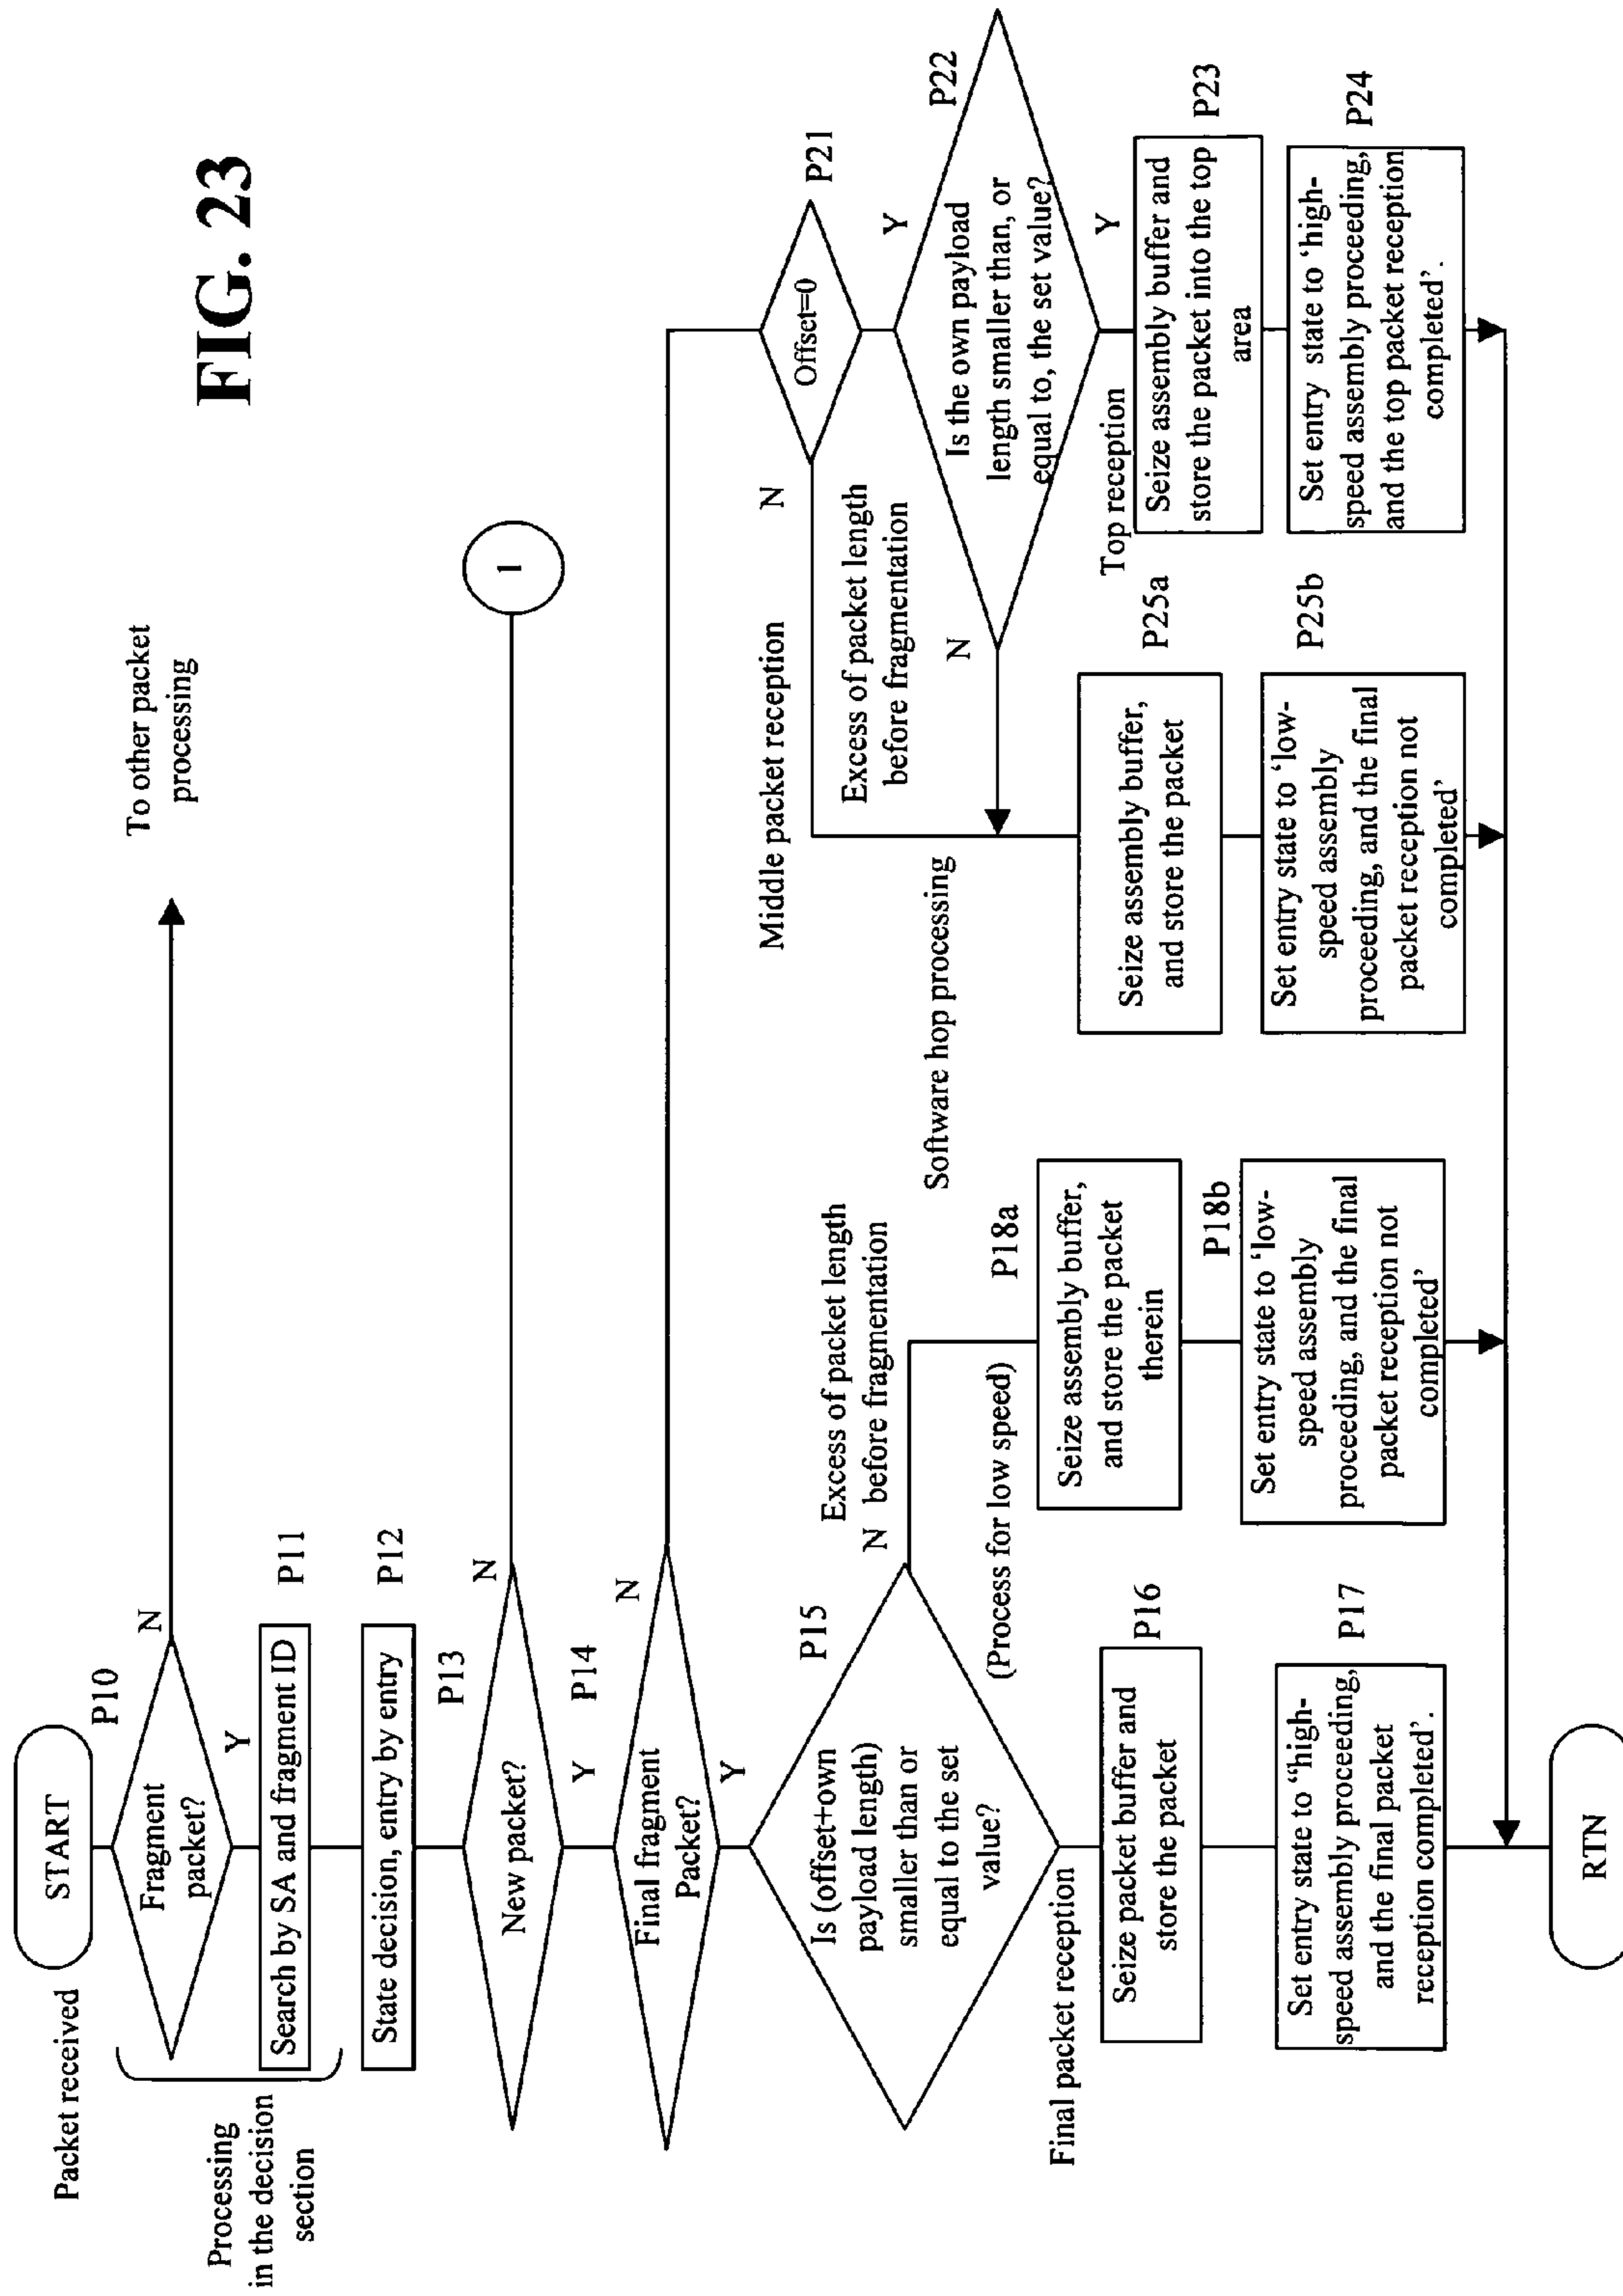 FIG. 23
Packet received
START
P10
Fragment
packet?
N
To other packet
processing
Y
Processing
in the decision
section
Search by SA and fragment ID
P11
State decision, entry by entry
P12
P13
New packet?
N
1
Y
P14
Final fragment
Packet?
N
Y
P15
Is (offset+own
payload length)
smaller than or
equal to the set
value?
Excess of packet length
N before fragmentation
(Process for low speed)
Final packet reception
Seize packet buffer and
store the packet
P16
Set entry state to "high-
speed assembly proceeding,
and the final packet
reception completed'.
P17
P18a
Seize assembly buffer,
and store the packet
therein
P18b
Set entry state to 'low-
speed assembly
proceeding, and the final
packet reception not
completed'
P21
Offset=0
N
Y
Middle packet reception
Excess of packet length
before fragmentation
P22
Is the own payload
length smaller than, or
equal to, the set value?
N
Y
Software hop processing
Top reception
P25a
Seize assembly buffer,
and store the packet
P25b
Set entry state to 'low-
speed assembly
proceeding, and the final
packet reception not
completed'
P23
Seize assembly buffer and
store the packet into the top
area
P24
Set entry state to 'high-
speed assembly proceeding,
and the top packet reception
completed'.
RTN